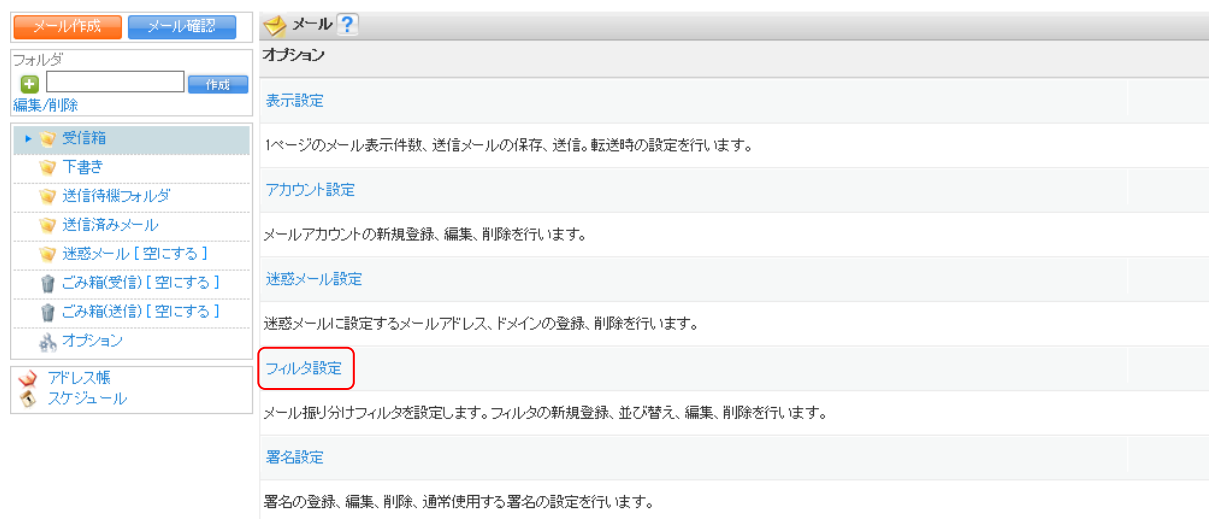 メール作成 メール確認
フォルダ
作成
編集/削除
受信箱
下書き
送信待機フォルダ
送信済みメール
迷惑メール [ 空にする ]
ごみ箱(受信) [ 空にする ]
ごみ箱(送信) [ 空にする ]
オプション
アドレス帳
スケジュール
メール ?
オプション
表示設定
1ページのメール表示件数、送信メールの保存、送信。転送時の設定を行います。
アカウント設定
メールアカウントの新規登録、編集、削除を行います。
迷惑メール設定
迷惑メールに設定するメールアドレス、ドメインの登録、削除を行います。
フィルタ設定
メール振り分けフィルタを設定します。フィルタの新規登録、並び替え、編集、削除を行います。
署名設定
署名の登録、編集、削除、通常使用する署名の設定を行います。